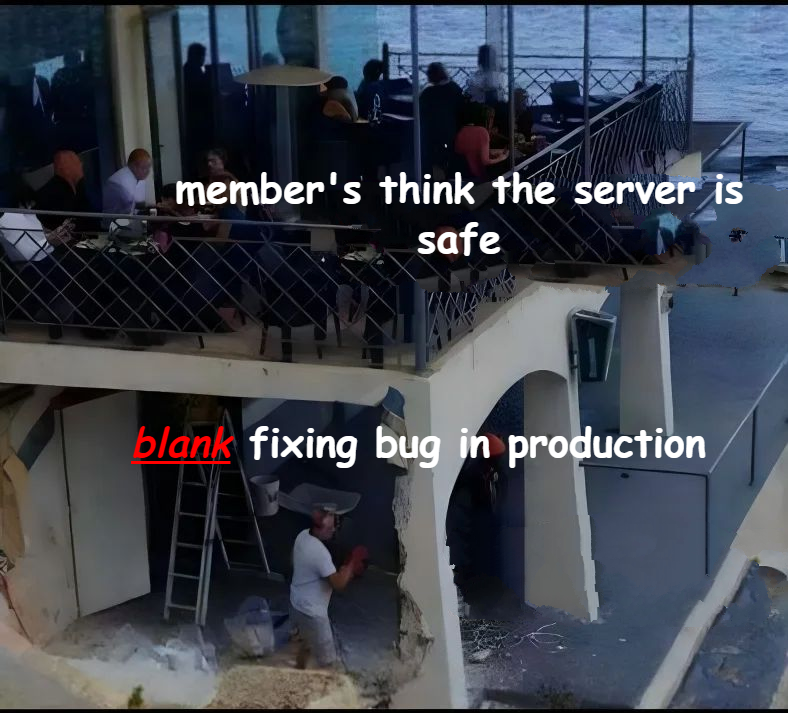 member's think the server is
safe
blank fixing bug in production